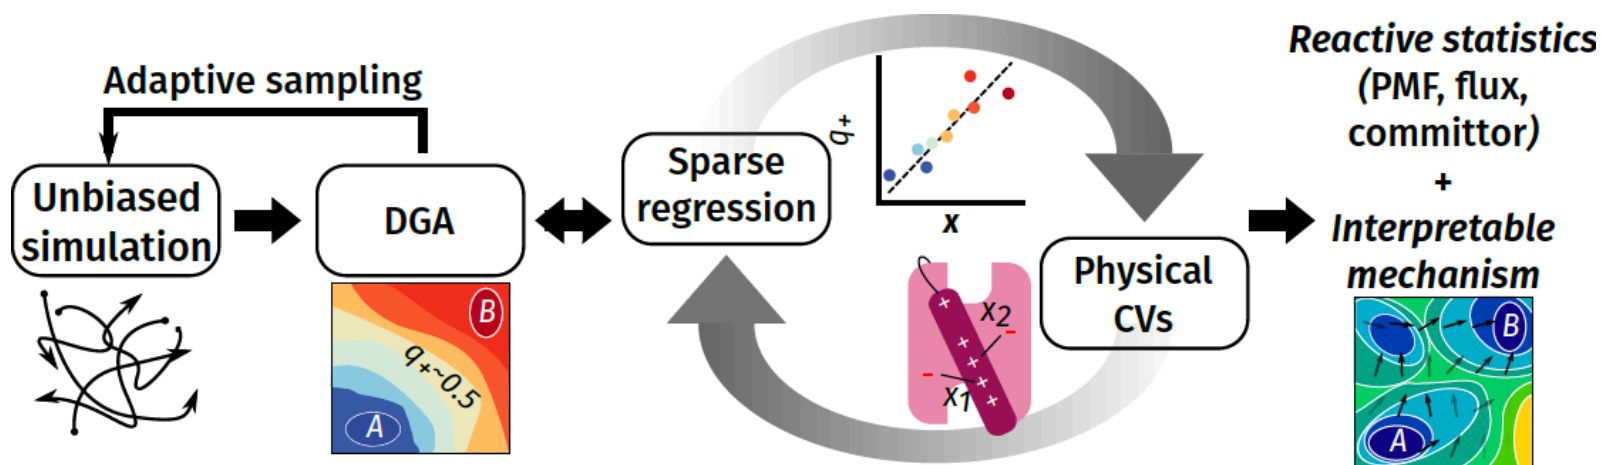 Adaptive sampling
Unbiased
simulation
DGA
B
q+~0.5
A
Sparse
regression
q+
x
+
x2
-
+
+
-
+
x1
+
Physical
CVs
Reactive statistics
(PMF, flux,
committor)
+
Interpretable
mechanism
B
A